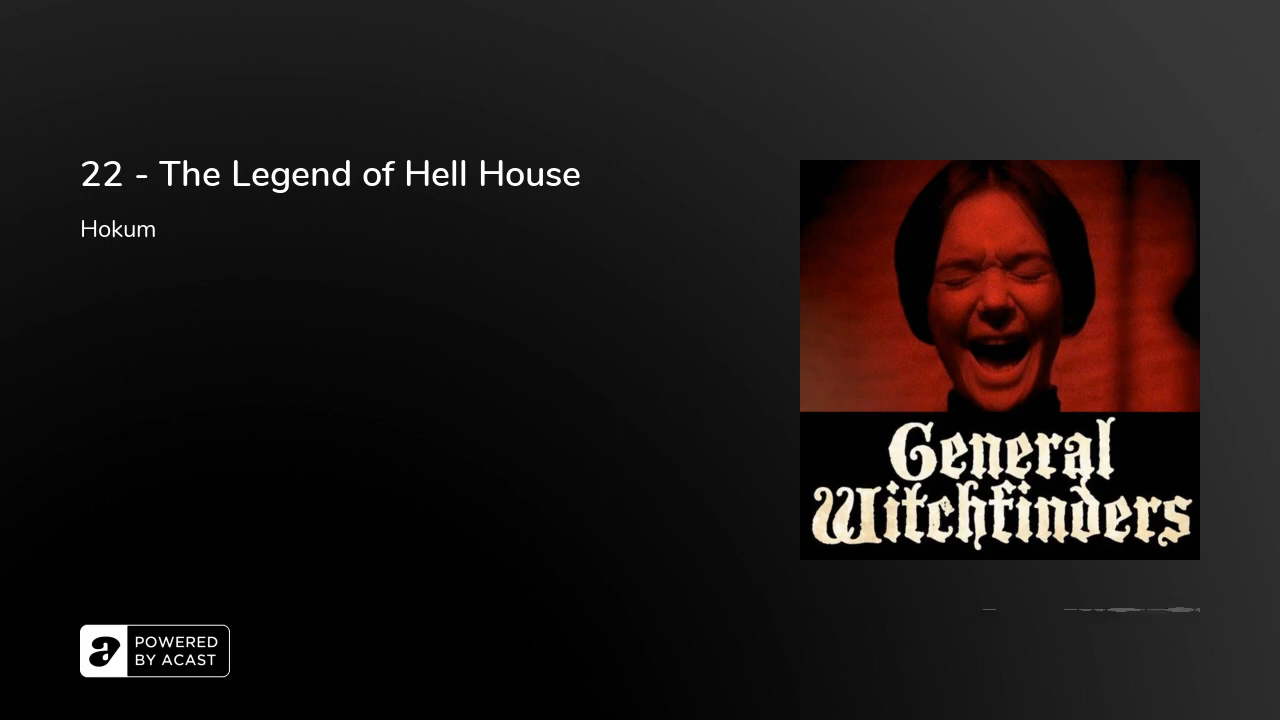 22 - The Legend of Hell House
Hokum
General
Witchfinders
a POWERED
BY ACAST